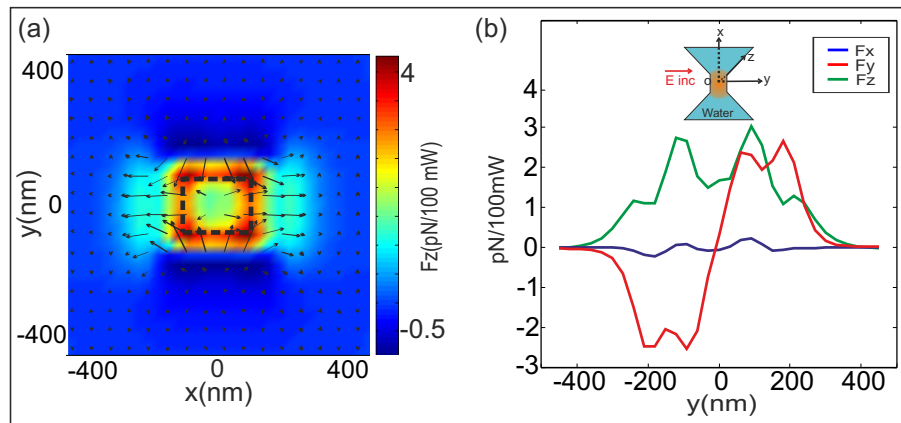 (a)
400
0
-400
y(nm)
-400
0
400
x(nm)
4
-0.5
Fz(pN/100 mW)
(b)
4
3
2
1
0
-1
-2
-3
pN/100mW
-400
-200
0
200
400
y(nm)
x
z
E inc
o
y
Water
Fx
Fy
Fz